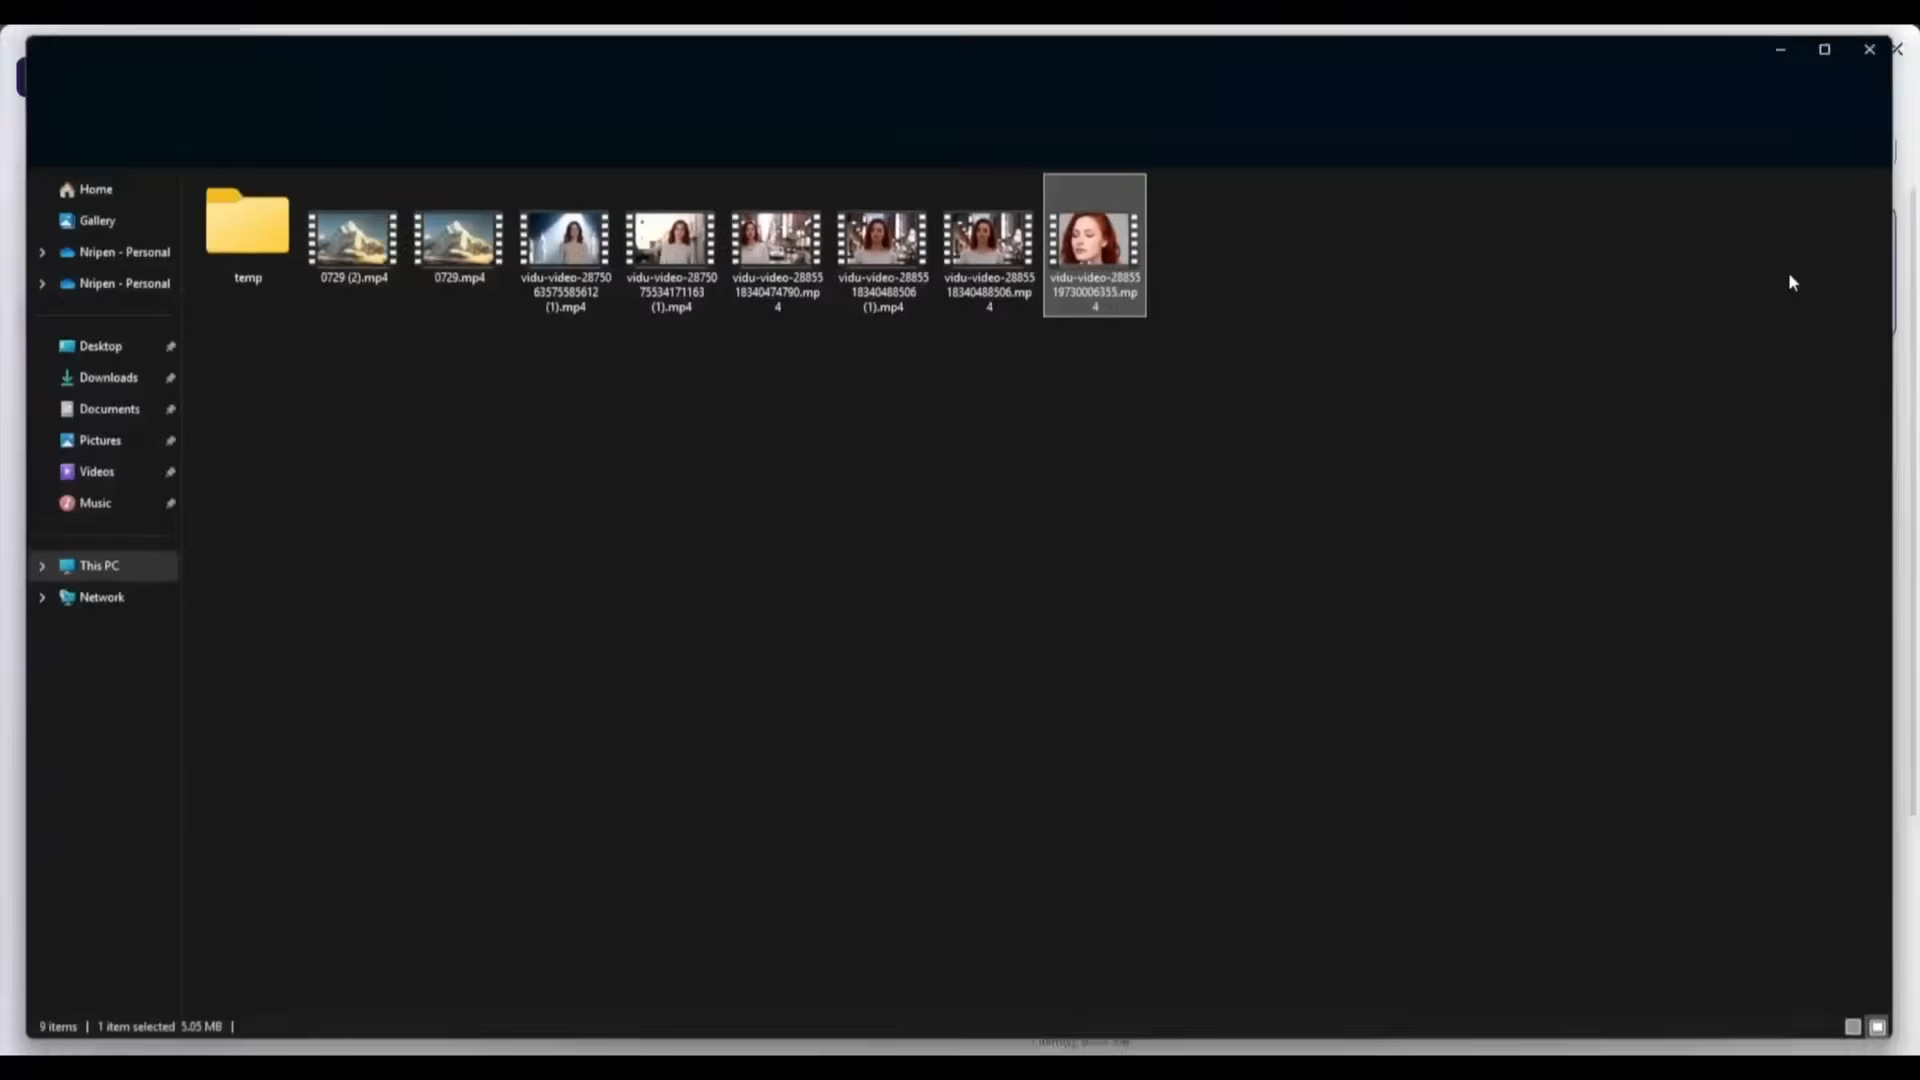 Home
Gallery
Nripen - Personal
Nripen - Personal
Desktop
Downloads
Documents
Pictures
Videos
Music
This PC
Network
temp
0729 (2).mp4
0729.mp4
vidu-video-28750
63575585612
(1).mp4
vidu-video-28750
75534171163
(1).mp4
vidu-video-28855
18340474790.mp
4
vidu-video-28855
18340488506
(1).mp4
vidu-video-28855
18340488506.mp
4
vidu-video-28855
19730006355.mp
4
9 items | 1 item selected 5.05 MB |